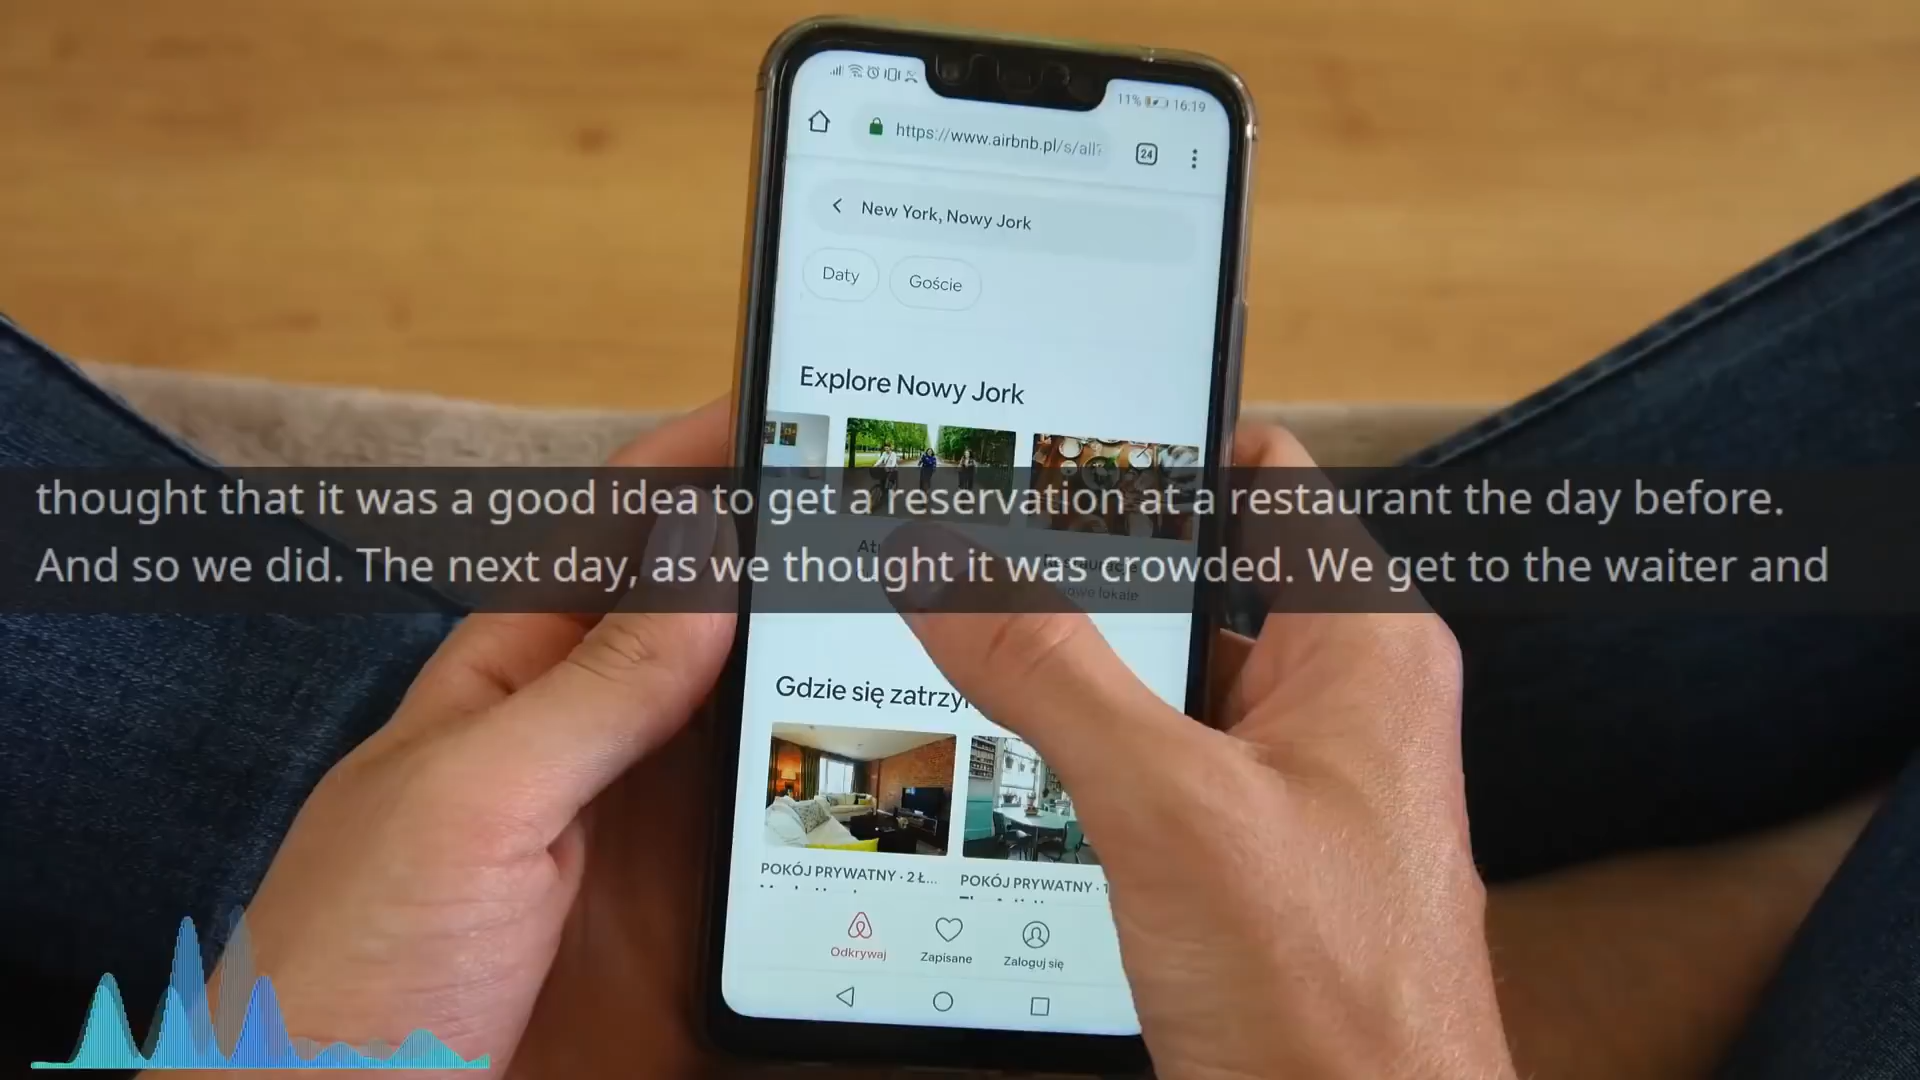 11% 16:19
https://www.airbnb.pl/s/all?
24
New York, Nowy Jork
Daty
Goście
Explore Nowy Jork
thought that it was a good idea to get a reservation at a restaurant the day before.
And so we did. The next day, as we thought it was crowded. We get to the waiter and
Restauracje
lokale
Gdzie się
POKÓJ PRYWATNY · 2 Ł...
POKÓJ PRYWATNY · 1
Odkrywaj
Zapisane
Zaloguj się